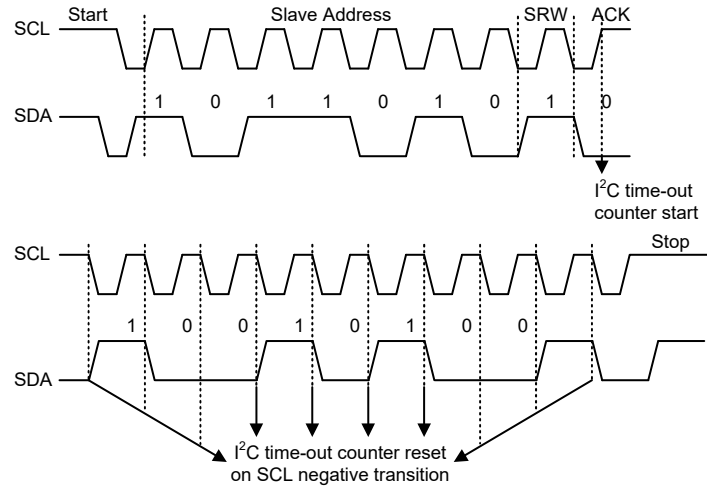 Start Slave Address SRW ACK
SCL
1 0 1 1 0 1 0 1 0
SDA
I²C time-out
counter start
Stop
SCL
1 0 0 1 0 1 0 0
SDA
I²C time-out counter reset
on SCL negative transition